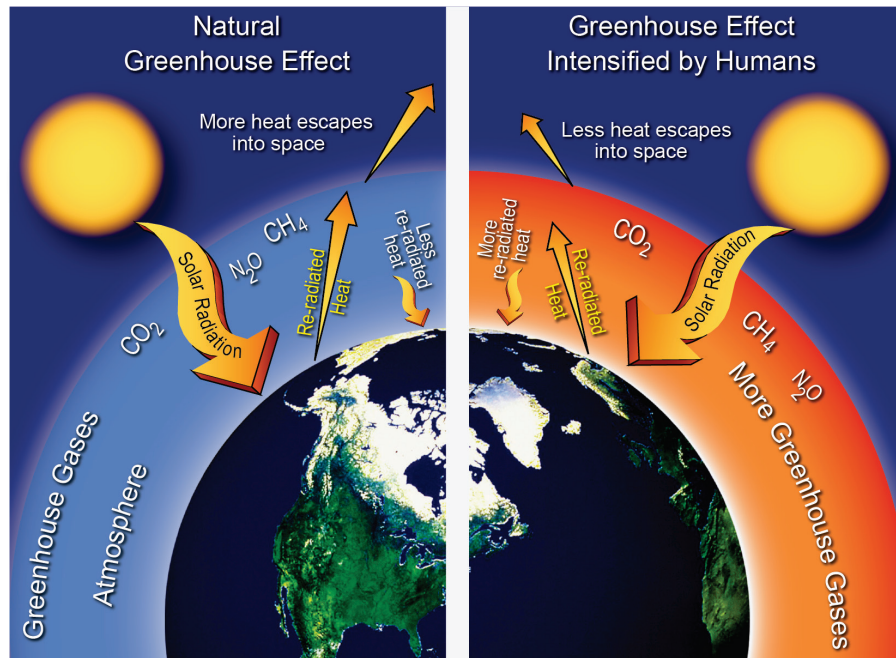 Natural
Greenhouse Effect
More heat escapes
into space
Solar Radiation
CO₂
N₂O
CH₄
Re-radiated
Heat
Less
re-radiated
heat
Greenhouse Gases
Atmosphere
Greenhouse Effect
Intensified by Humans
Less heat escapes
into space
More
re-radiated
heat
Re-radiated
Heat
CO₂
Solar Radiation
CH₄
N₂O
More Greenhouse Gases